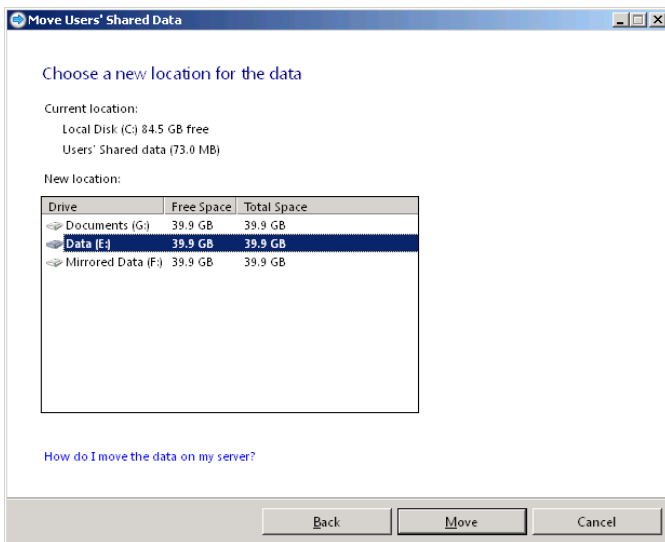 Move Users' Shared Data
Choose a new location for the data
Current location:
Local Disk (C:) 84.5 GB free
Users' Shared data (73.0 MB)
New location:
Drive Free Space Total Space
Documents (G:) 39.9 GB 39.9 GB
Data (E:) 39.9 GB 39.9 GB
Mirrored Data (F:) 39.9 GB 39.9 GB
How do I move the data on my server?
Back Move Cancel